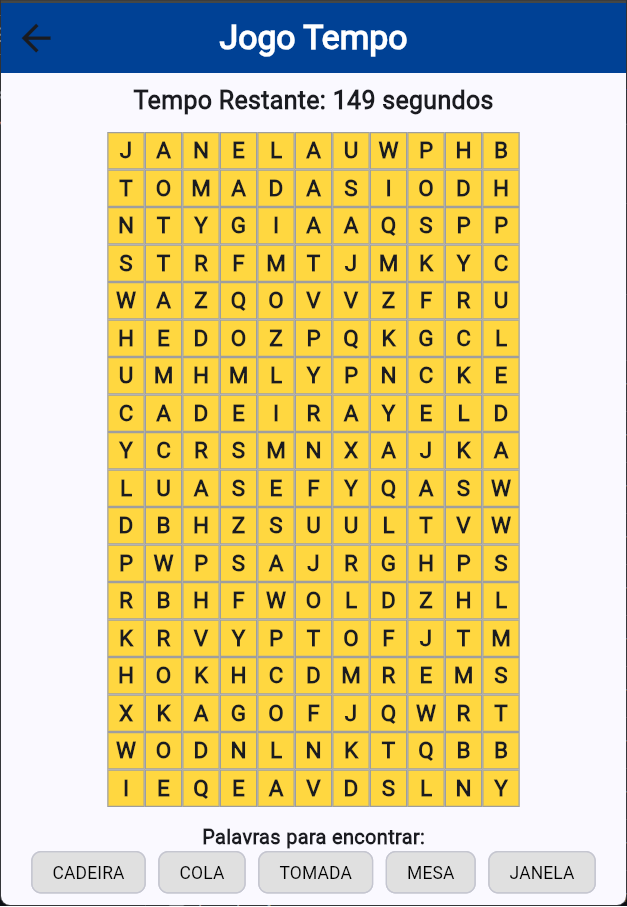 Jogo Tempo
Tempo Restante: 149 segundos
J A N E L A U W P H B
T O M A D A S I O D H
N T Y G I A A Q S P P
S T R F M T J M K Y C
W A Z Q O V V Z F R U
H E D O Z P Q K G C L
U M H M L Y P N C K E
C A D E I R A Y E L D
Y C R S M N X A J K A
L U A S E F Y Q A S W
D B H Z S U U L T V W
P W P S A J R G H P S
R B H F W O L D Z H L
K R V Y P T O F J T M
H O K H C D M R E M S
X K A G O F J Q W R T
W O D N L N K T Q B B
I E Q E A V D S L N Y
Palavras para encontrar:
CADEIRA COLA TOMADA MESA JANELA